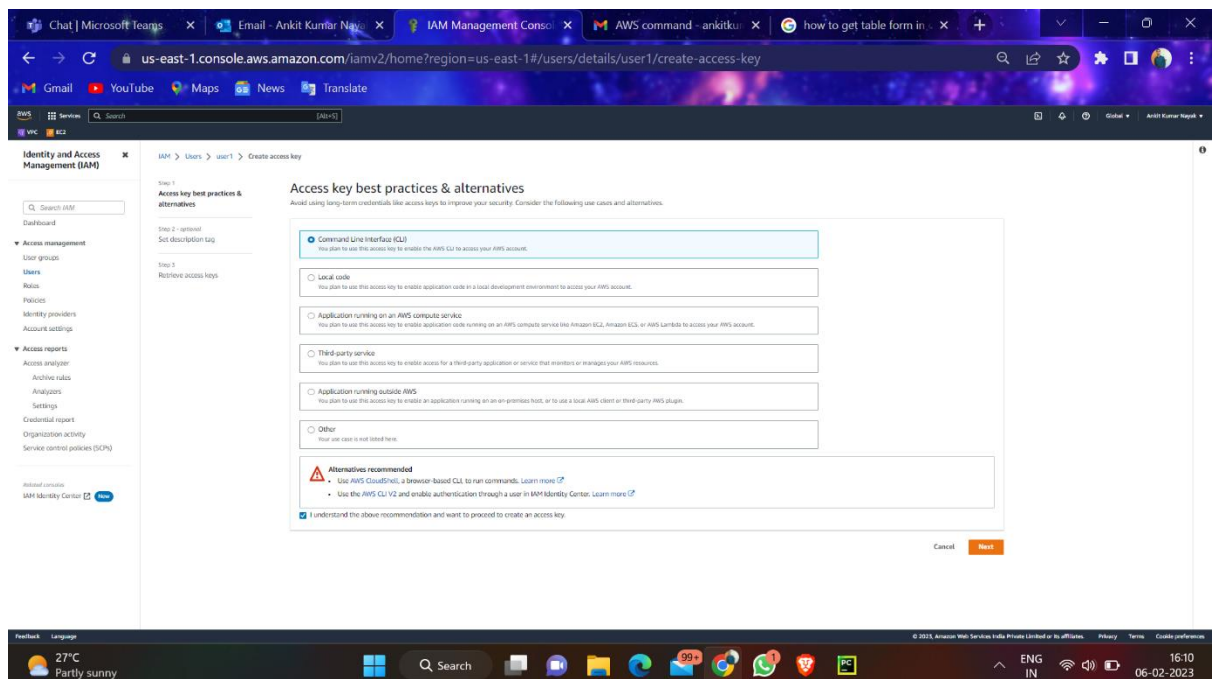 Chat | Microsoft Teams
Email - Ankit Kumar Naya
IAM Management Consol
AWS command - ankitku
how to get table form in
us-east-1.console.aws.amazon.com/iamv2/home?region=us-east-1#/users/details/user1/create-access-key
Gmail YouTube Maps News Translate
aws Services Search [Alt+S] Global Ankit Kumar Nayak
VPC EC2
Identity and Access Management (IAM)
Search IAM
Dashboard
Access management
User groups
Users
Roles
Policies
Identity providers
Account settings
Access reports
Access analyzer
Archive rules
Analyzers
Settings
Credential report
Organization activity
Service control policies (SCPs)
Related consoles
IAM Identity Center New
IAM > Users > user1 > Create access key
Step 1
Access key best practices & alternatives
Step 2 - optional
Set description tag
Step 3
Retrieve access keys
Access key best practices & alternatives
Avoid using long-term credentials like access keys to improve your security. Consider the following use cases and alternatives.
Command Line Interface (CLI)
You plan to use this access key to enable the AWS CLI to access your AWS account.
Local code
You plan to use this access key to enable application code in a local development environment to access your AWS account.
Application running on an AWS compute service
You plan to use this access key to enable application code running on an AWS compute service like Amazon EC2, Amazon ECS, or AWS Lambda to access your AWS account.
Third-party service
You plan to use this access key to enable access for a third-party application or service that monitors or manages your AWS resources.
Application running outside AWS
You plan to use this access key to enable an application running on an on-premises host, or to use a local AWS client or third-party AWS plugin.
Other
Your use case is not listed here.
Alternatives recommended
• Use AWS CloudShell, a browser-based CLI, to run commands. Learn more
• Use the AWS CLI V2 and enable authentication through a user in IAM Identity Center. Learn more
I understand the above recommendation and want to proceed to create an access key.
Cancel Next
Feedback Language © 2023, Amazon Web Services India Private Limited or its affiliates. Privacy Terms Cookie preferences
27°C
Partly sunny
Search
99+
1
PC
ENG
IN
16:10
06-02-2023